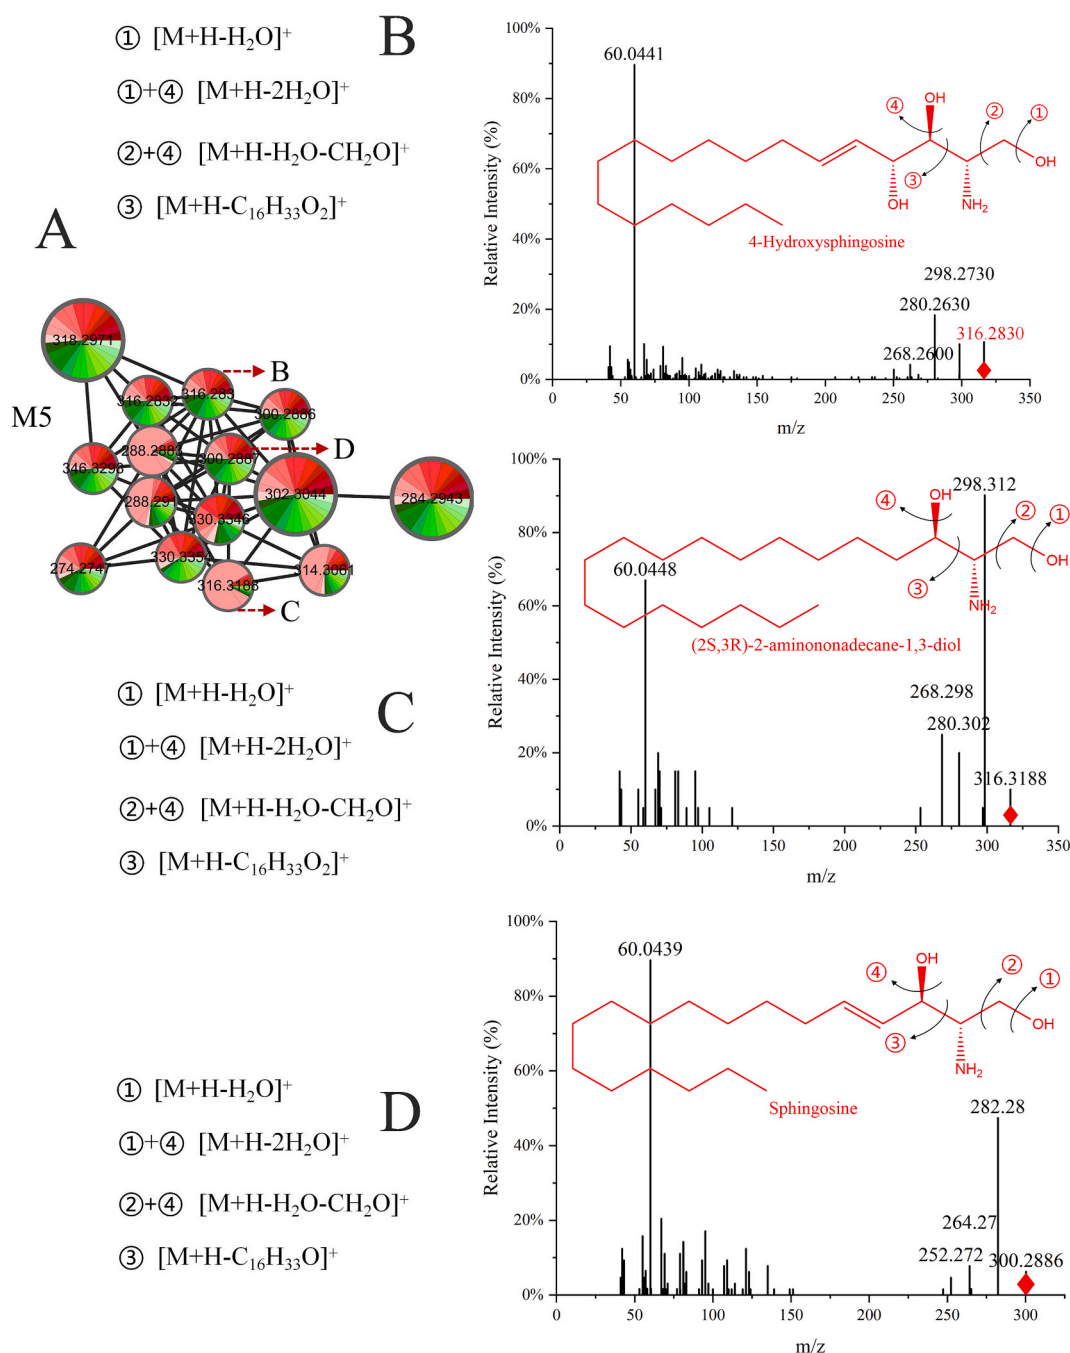 ① [M+H-H₂O]⁺
①+④ [M+H-2H₂O]⁺
②+④ [M+H-H₂O-CH₂O]⁺
③ [M+H-C₁₆H₃₃O₂]⁺
B
Relative Intensity (%)
100%
80%
60%
40%
20%
0%
60.0441
268.2600
280.2630
298.2730
316.2830
④
OH
②
①
OH
③
OH
NH₂
4-Hydroxysphingosine
0 50 100 150 200 250 300 350
m/z
A
M5
318.2971
316.2832
316.283
B
300.2886
288.2882
300.2887
D
346.3293
302.3044
284.2943
288.291
330.3346
274.2747
330.3354
316.3188
314.3061
C
① [M+H-H₂O]⁺
①+④ [M+H-2H₂O]⁺
②+④ [M+H-H₂O-CH₂O]⁺
③ [M+H-C₁₆H₃₃O₂]⁺
C
Relative Intensity (%)
100%
80%
60%
40%
20%
0%
60.0448
268.298
280.302
298.312
316.3188
④
OH
②
①
OH
③
NH₂
(2S,3R)-2-aminononadecane-1,3-diol
0 50 100 150 200 250 300 350
m/z
① [M+H-H₂O]⁺
①+④ [M+H-2H₂O]⁺
②+④ [M+H-H₂O-CH₂O]⁺
③ [M+H-C₁₆H₃₃O]⁺
D
Relative Intensity (%)
100%
80%
60%
40%
20%
0%
60.0439
252.272
264.27
282.28
300.2886
④
OH
②
①
OH
③
NH₂
Sphingosine
0 50 100 150 200 250 300
m/z